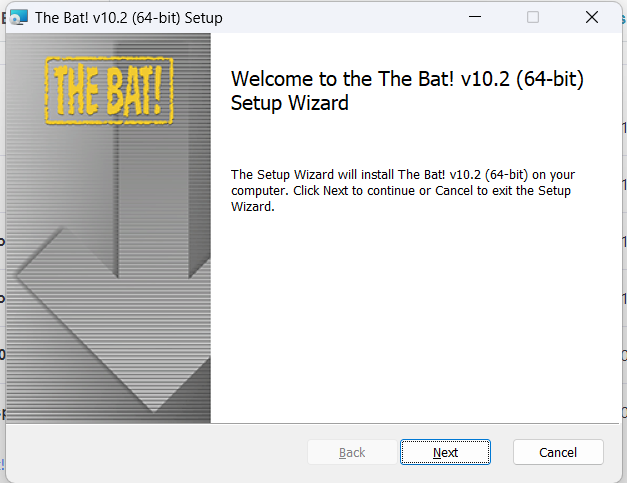 The Bat! v10.2 (64-bit) Setup
THE BAT!
Welcome to the The Bat! v10.2 (64-bit)
Setup Wizard
The Setup Wizard will install The Bat! v10.2 (64-bit) on your
computer. Click Next to continue or Cancel to exit the Setup
Wizard.
Back
Next
Cancel